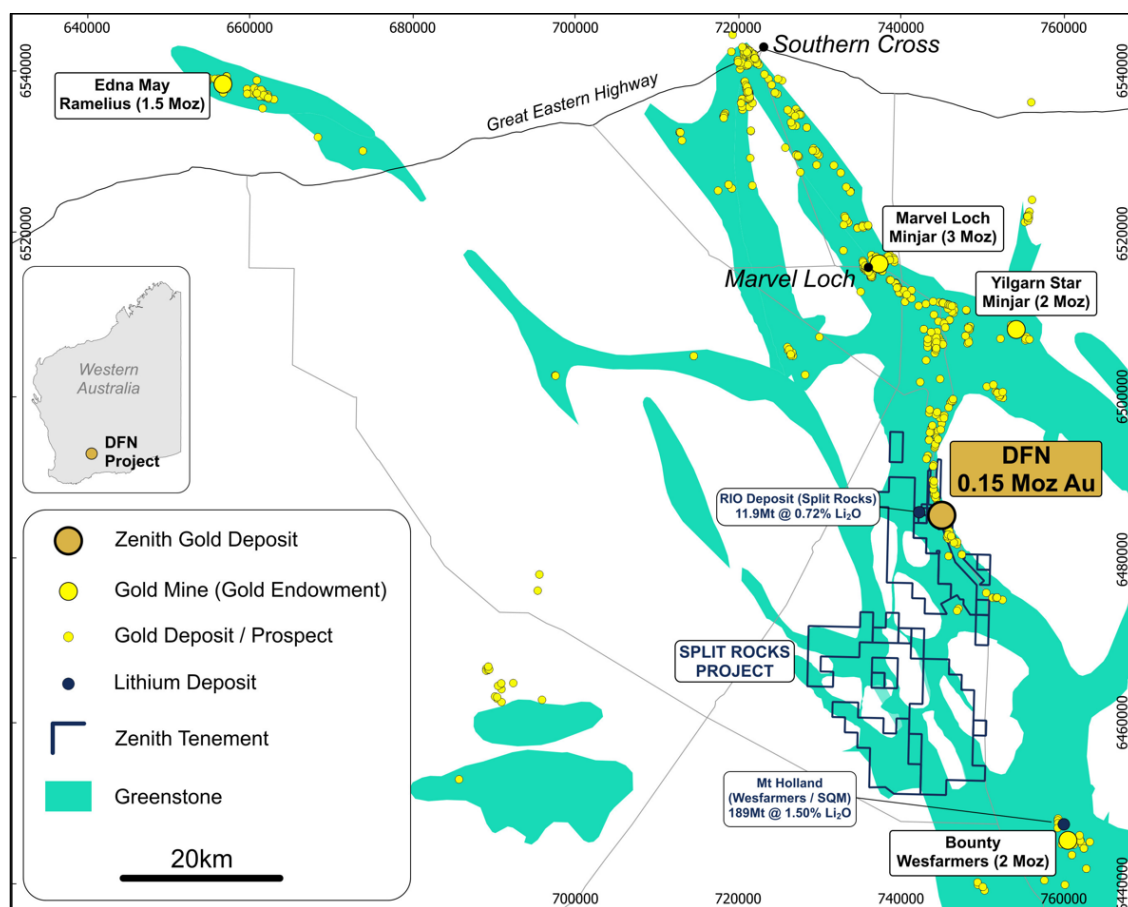 640000
660000
680000
700000
720000
740000
760000
6540000
6520000
6500000
6480000
6460000
6440000
6540000
6520000
Southern Cross
Great Eastern Highway
Edna May
Ramelius (1.5 Moz)
Marvel Loch
Minjar (3 Moz)
Marvel Loch
Yilgarn Star
Minjar (2 Moz)
Western
Australia
DFN
Project
DFN
0.15 Moz Au
RIO Deposit (Split Rocks)
11.9Mt @ 0.72% Li₂O
SPLIT ROCKS
PROJECT
Mt Holland
(Wesfarmers / SQM)
189Mt @ 1.50% Li₂O
Bounty
Wesfarmers (2 Moz)
Zenith Gold Deposit
Gold Mine (Gold Endowment)
Gold Deposit / Prospect
Lithium Deposit
Zenith Tenement
Greenstone
20km
700000
720000
740000
760000